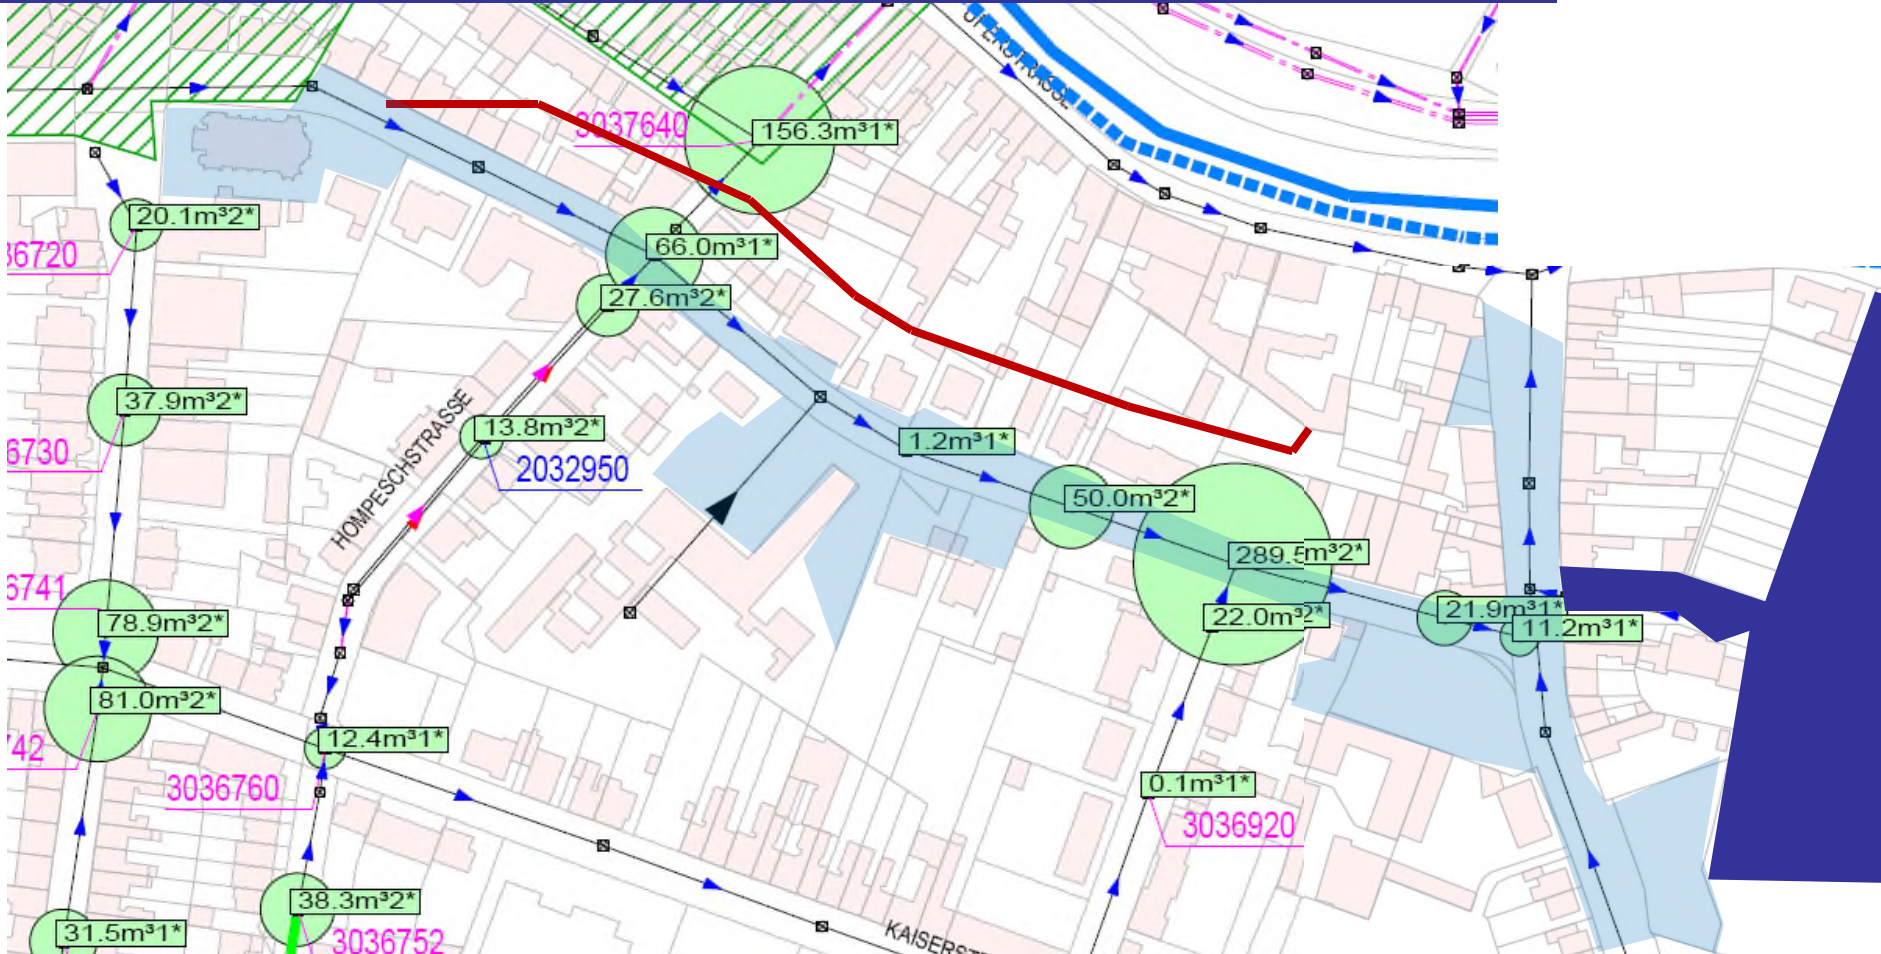 UFERSTRASSE
3037640
156.3m³1*
20.1m³2*
36720
66.0m³1*
27.6m³2*
37.9m³2*
6730
HOMPESCHSTRASSE
13.8m³2*
2032950
1.2m³1*
50.0m³2*
289.5m³2*
6741
78.9m³2*
22.0m³2*
21.9m³1*
11.2m³1*
81.0m³2*
742
12.4m³1*
3036760
0.1m³1*
3036920
38.3m³2*
3036752
31.5m³1*
KAISERST